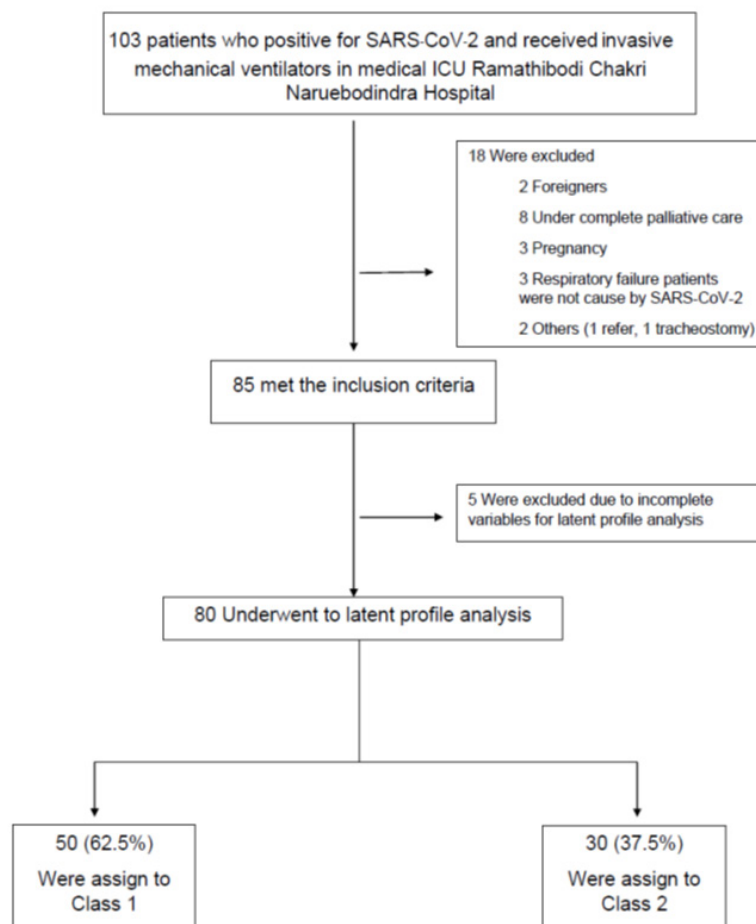 103 patients who positive for SARS-CoV-2 and received invasive
mechanical ventilators in medical ICU Ramathibodi Chakri
Naruebodindra Hospital
18 Were excluded
2 Foreigners
8 Under complete palliative care
3 Pregnancy
3 Respiratory failure patients
were not cause by SARS-CoV-2
2 Others (1 refer, 1 tracheostomy)
85 met the inclusion criteria
5 Were excluded due to incomplete
variables for latent profile analysis
80 Underwent to latent profile analysis
50 (62.5%)
Were assign to
Class 1
30 (37.5%)
Were assign to
Class 2